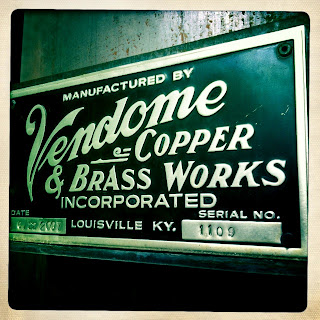 MANUFACTURED BY
Vendome
COPPER
& BRASS WORKS
INCORPORATED
DATE
SERIAL NO.
LOUISVILLE KY.
1109